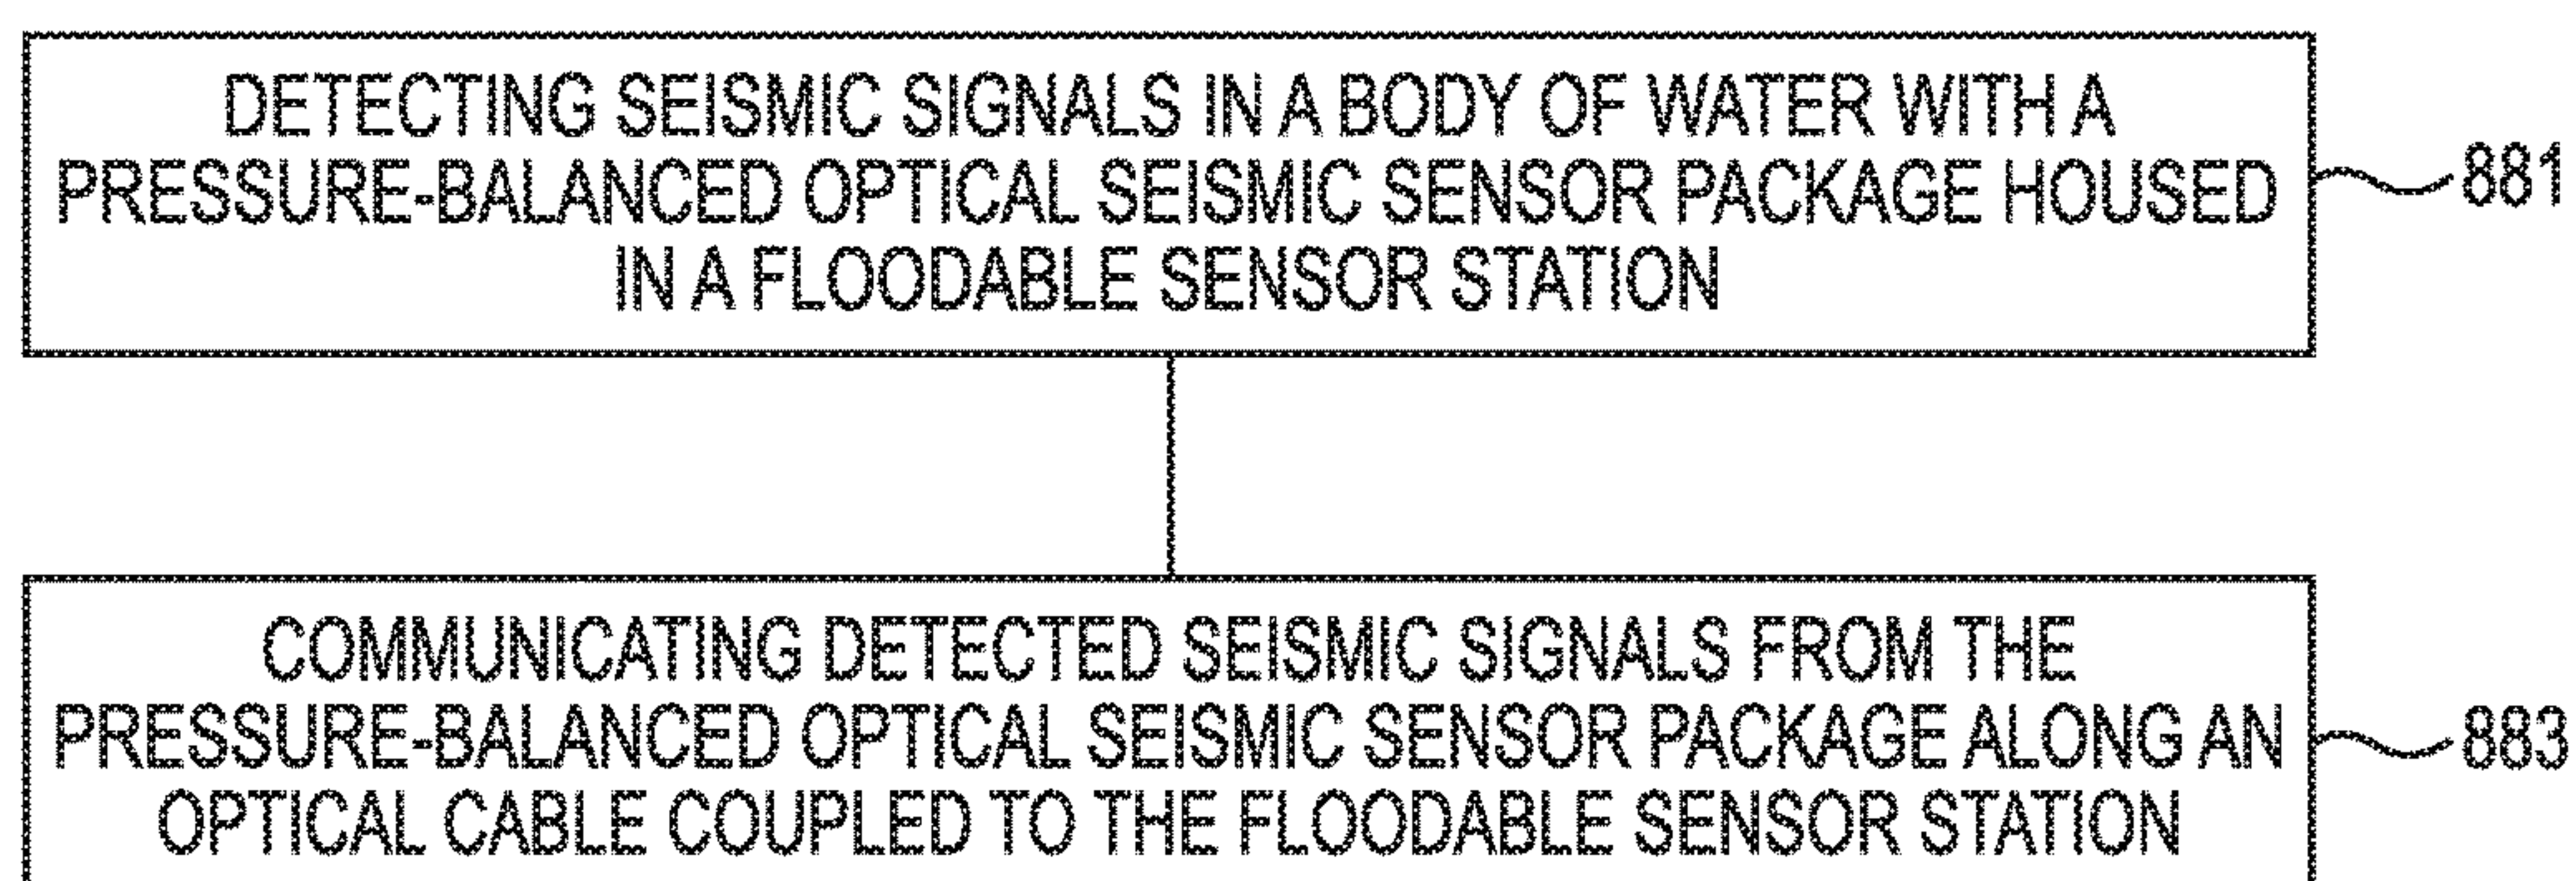 DETECTING SEISMIC SIGNALS IN A BODY OF WATER WITH A
PRESSURE-BALANCED OPTICAL SEISMIC SENSOR PACKAGE HOUSED
IN A FLOODABLE SENSOR STATION
881
COMMUNICATING DETECTED SEISMIC SIGNALS FROM THE
PRESSURE-BALANCED OPTICAL SEISMIC SENSOR PACKAGE ALONG AN
OPTICAL CABLE COUPLED TO THE FLOODABLE SENSOR STATION
883